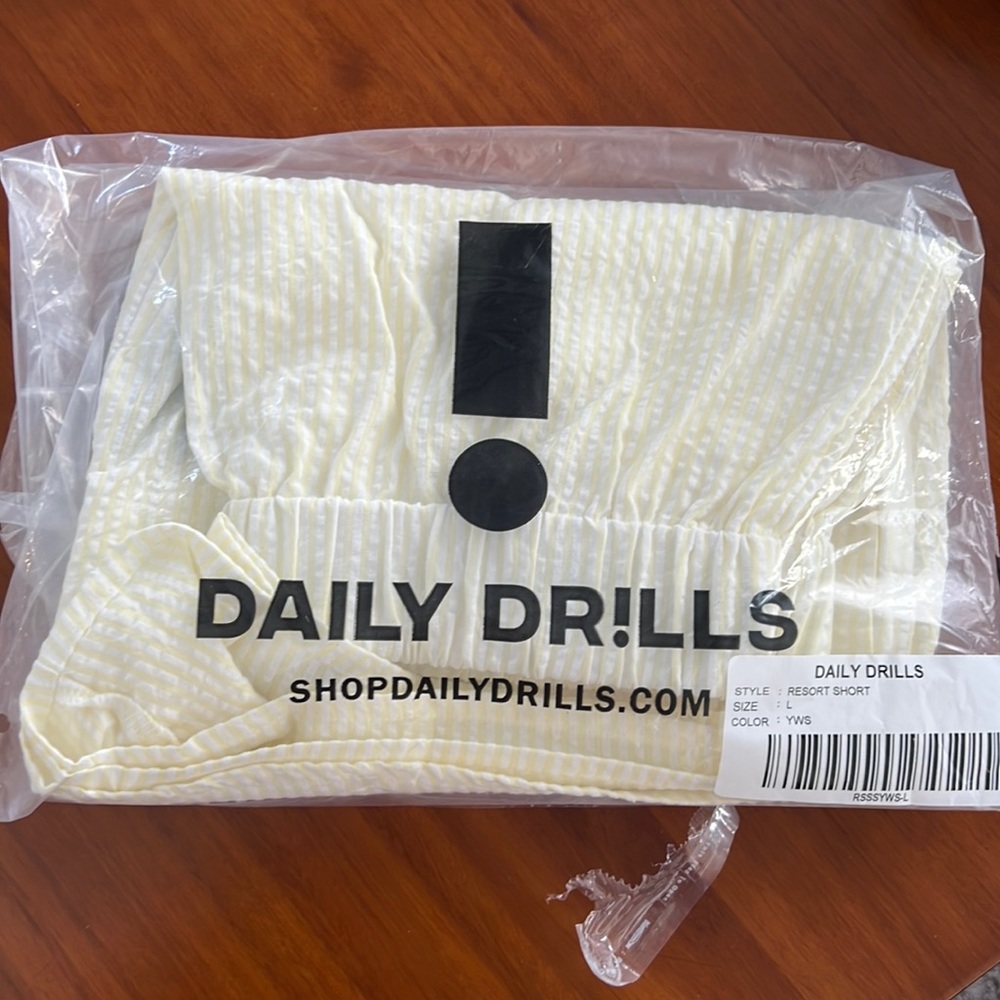 !
DAILY DR!LLS
SHOPDAILYDRILLS.COM
DAILY DRILLS
STYLE : RESORT SHORT
SIZE : L
COLOR : YWS
RSSSYWS-L